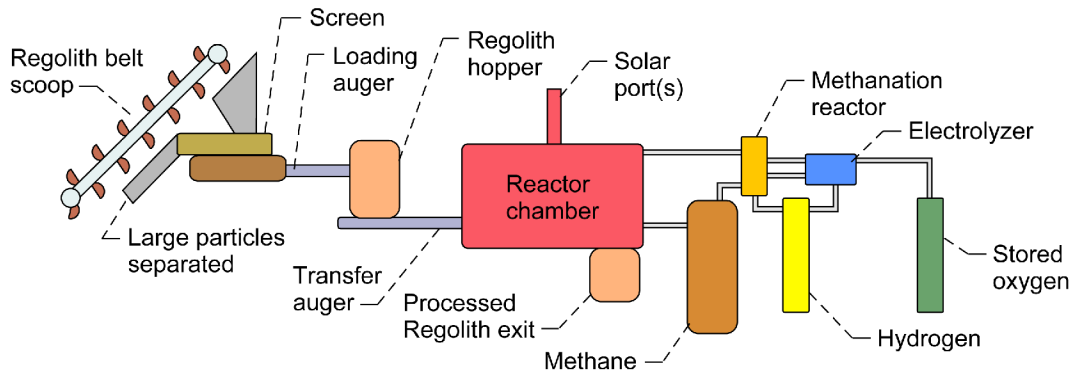 Screen
Regolith belt
scoop
Loading
auger
Regolith
hopper
Solar
port(s)
Methanation
reactor
Electrolyzer
Reactor
chamber
Large particles
separated
Transfer
auger
Processed
Regolith exit
Methane
Stored
oxygen
Hydrogen